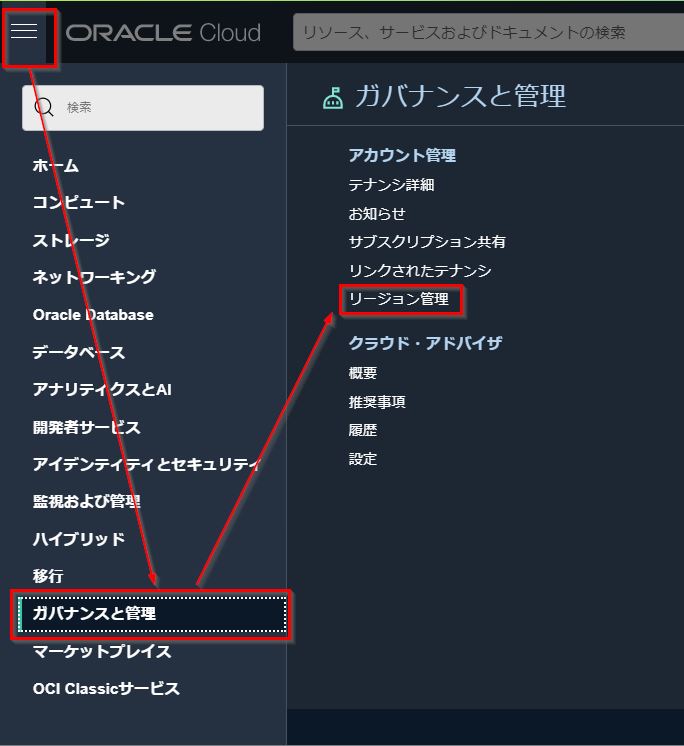 ORACLE Cloud
リソース、サービスおよびドキュメントの検索
検索
ホーム
コンピュート
ストレージ
ネットワーキング
Oracle Database
データベース
アナリティクスとAI
開発者サービス
アイデンティティとセキュリティ
監視および管理
ハイブリッド
移行
ガバナンスと管理
マーケットプレイス
OCI Classicサービス
ガバナンスと管理
アカウント管理
テナンシ詳細
お知らせ
サブスクリプション共有
リンクされたテナンシ
リージョン管理
クラウド・アドバイザ
概要
推奨事項
履歴
設定